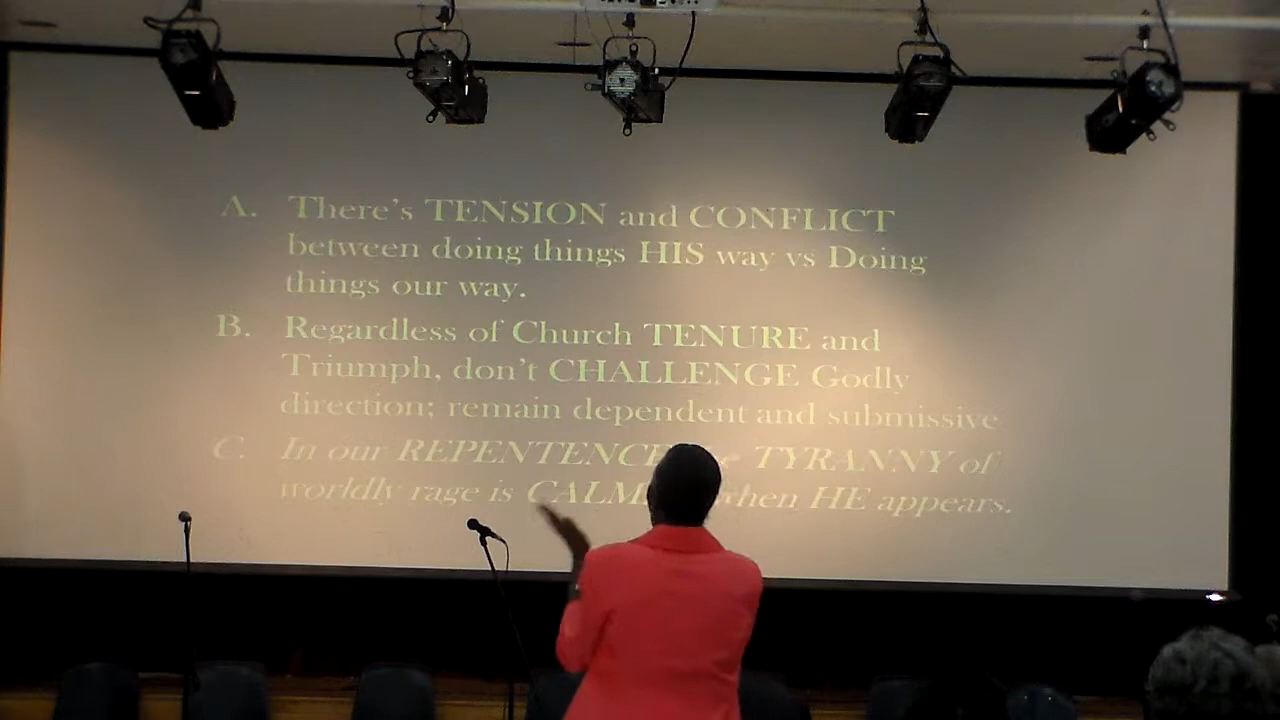 A. There's TENSION and CONFLICT
between doing things HIS way vs Doing
things our way.
B. Regardless of Church TENURE and
Triumph, don't CHALLENGE Godly
direction; remain dependent and submissive
C. In our REPENTENCE TYRANNY of
worldly rage is when HE appears.